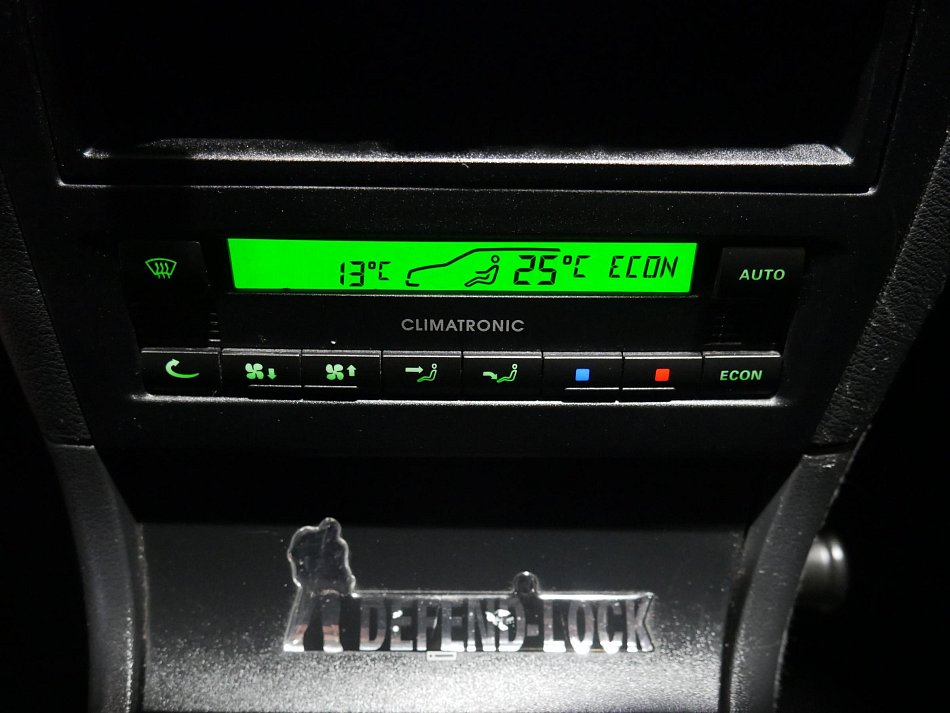 13°C 25°C ECON
AUTO
CLIMATRONIC
ECON
DEFEND-LOCK